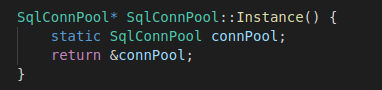 SqlConnPool* SqlConnPool::Instance() {
    static SqlConnPool connPool;
    return &connPool;
}